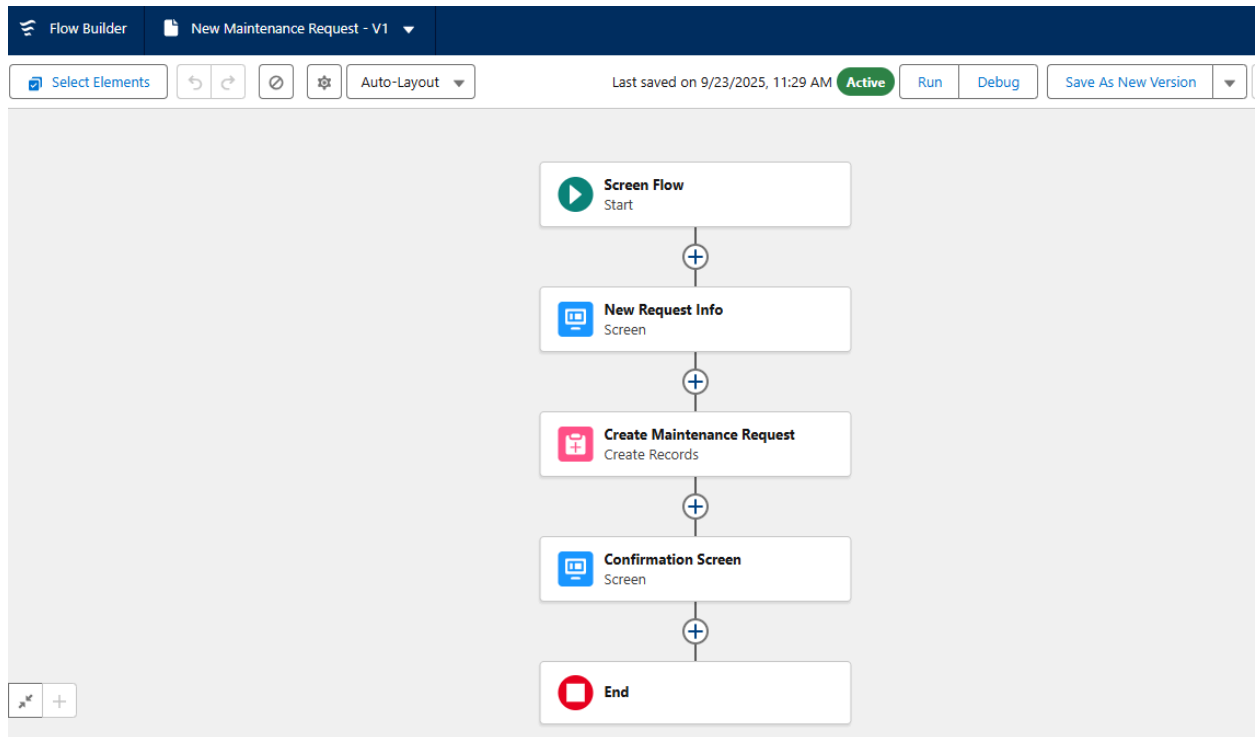 Flow Builder
New Maintenance Request - V1
Select Elements
Auto-Layout
Last saved on 9/23/2025, 11:29 AM
Active
Run
Debug
Save As New Version
Screen Flow
Start
New Request Info
Screen
Create Maintenance Request
Create Records
Confirmation Screen
Screen
End